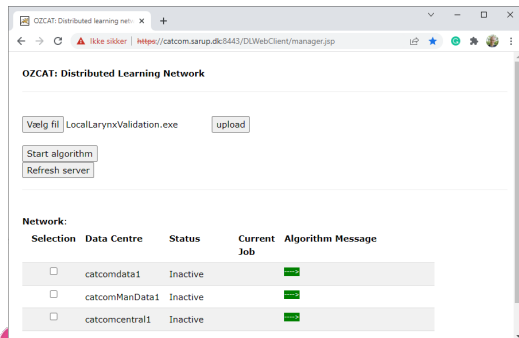 OZCAT: Distributed learning netw
Ikke sikker | https://catcom.sarup.dk:8443/DLWebClient/manager.jsp
OZCAT: Distributed Learning Network
Vælg fil LocalLarynxValidation.exe upload
Start algorithm
Refresh server
Network:
Selection Data Centre Status Current Job Algorithm Message
catcomdata1 Inactive --->
catcomManData1 Inactive --->
catcomcentral1 Inactive --->